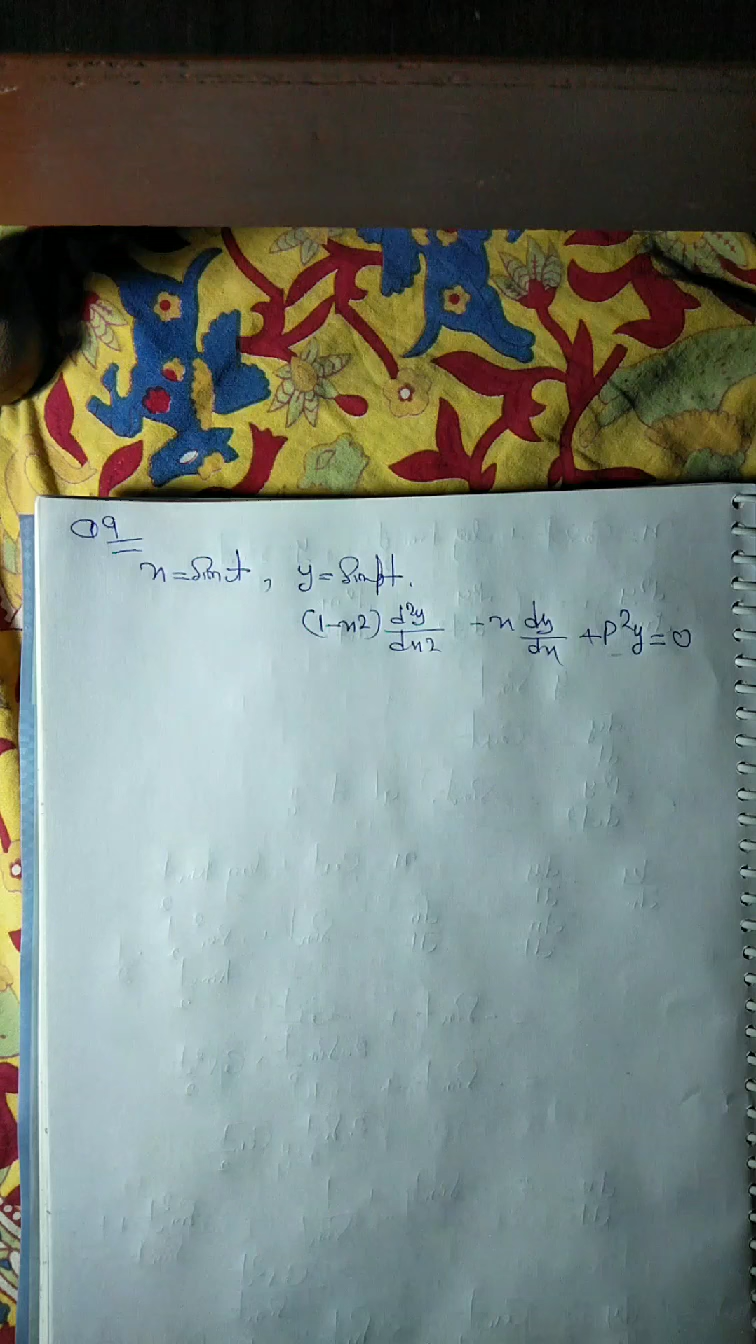 Q9
x = sin t, y = sin pt.
(1-x2) d²y/dx2 - x dy/dx + p²y = 0